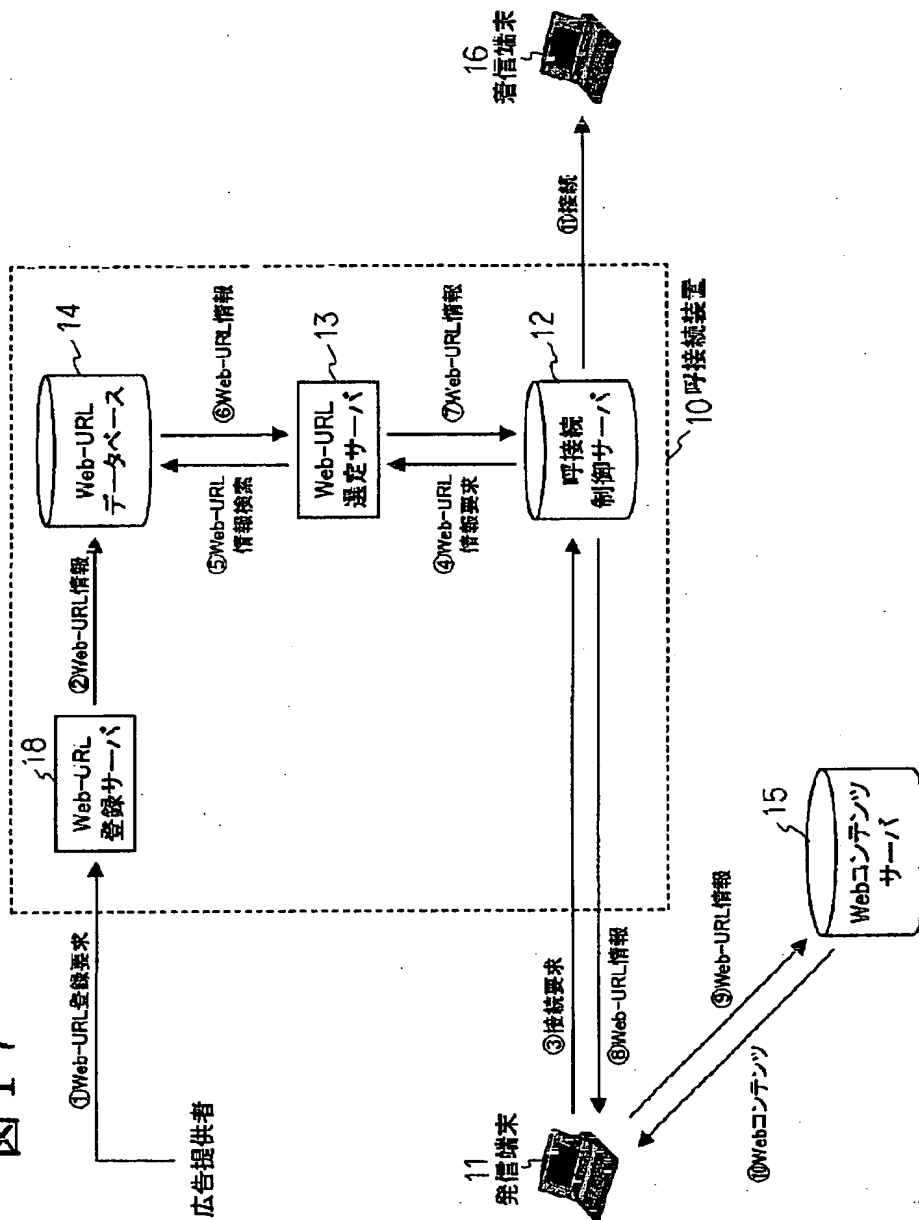 図17
広告提供者
①Web-URL登録要求
18
Web-URL
登録サーバ
②Web-URL情報
14
Web-URL
データベース
⑤Web-URL
情報検索
⑥Web-URL情報
13
Web-URL
選定サーバ
④Web-URL
情報要求
⑦Web-URL情報
12
呼接続
制御サーバ
10 呼接続装置
11
発信端末
③接続要求
⑧Web-URL情報
⑨Web-URL情報
⑩Webコンテンツ
15
Webコンテンツ
サーバ
⑪接続
16
着信端末